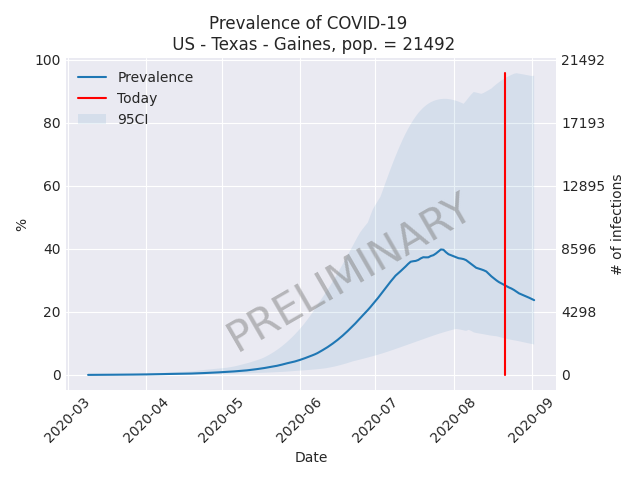 Prevalence of COVID-19
US - Texas - Gaines, pop. = 21492
100
80
60
40
20
0
%
21492
17193
12895
8596
4298
0
# of infections
Prevalence
Today
95CI
PRELIMINARY
2020-03
2020-04
2020-05
2020-06
2020-07
2020-08
2020-09
Date